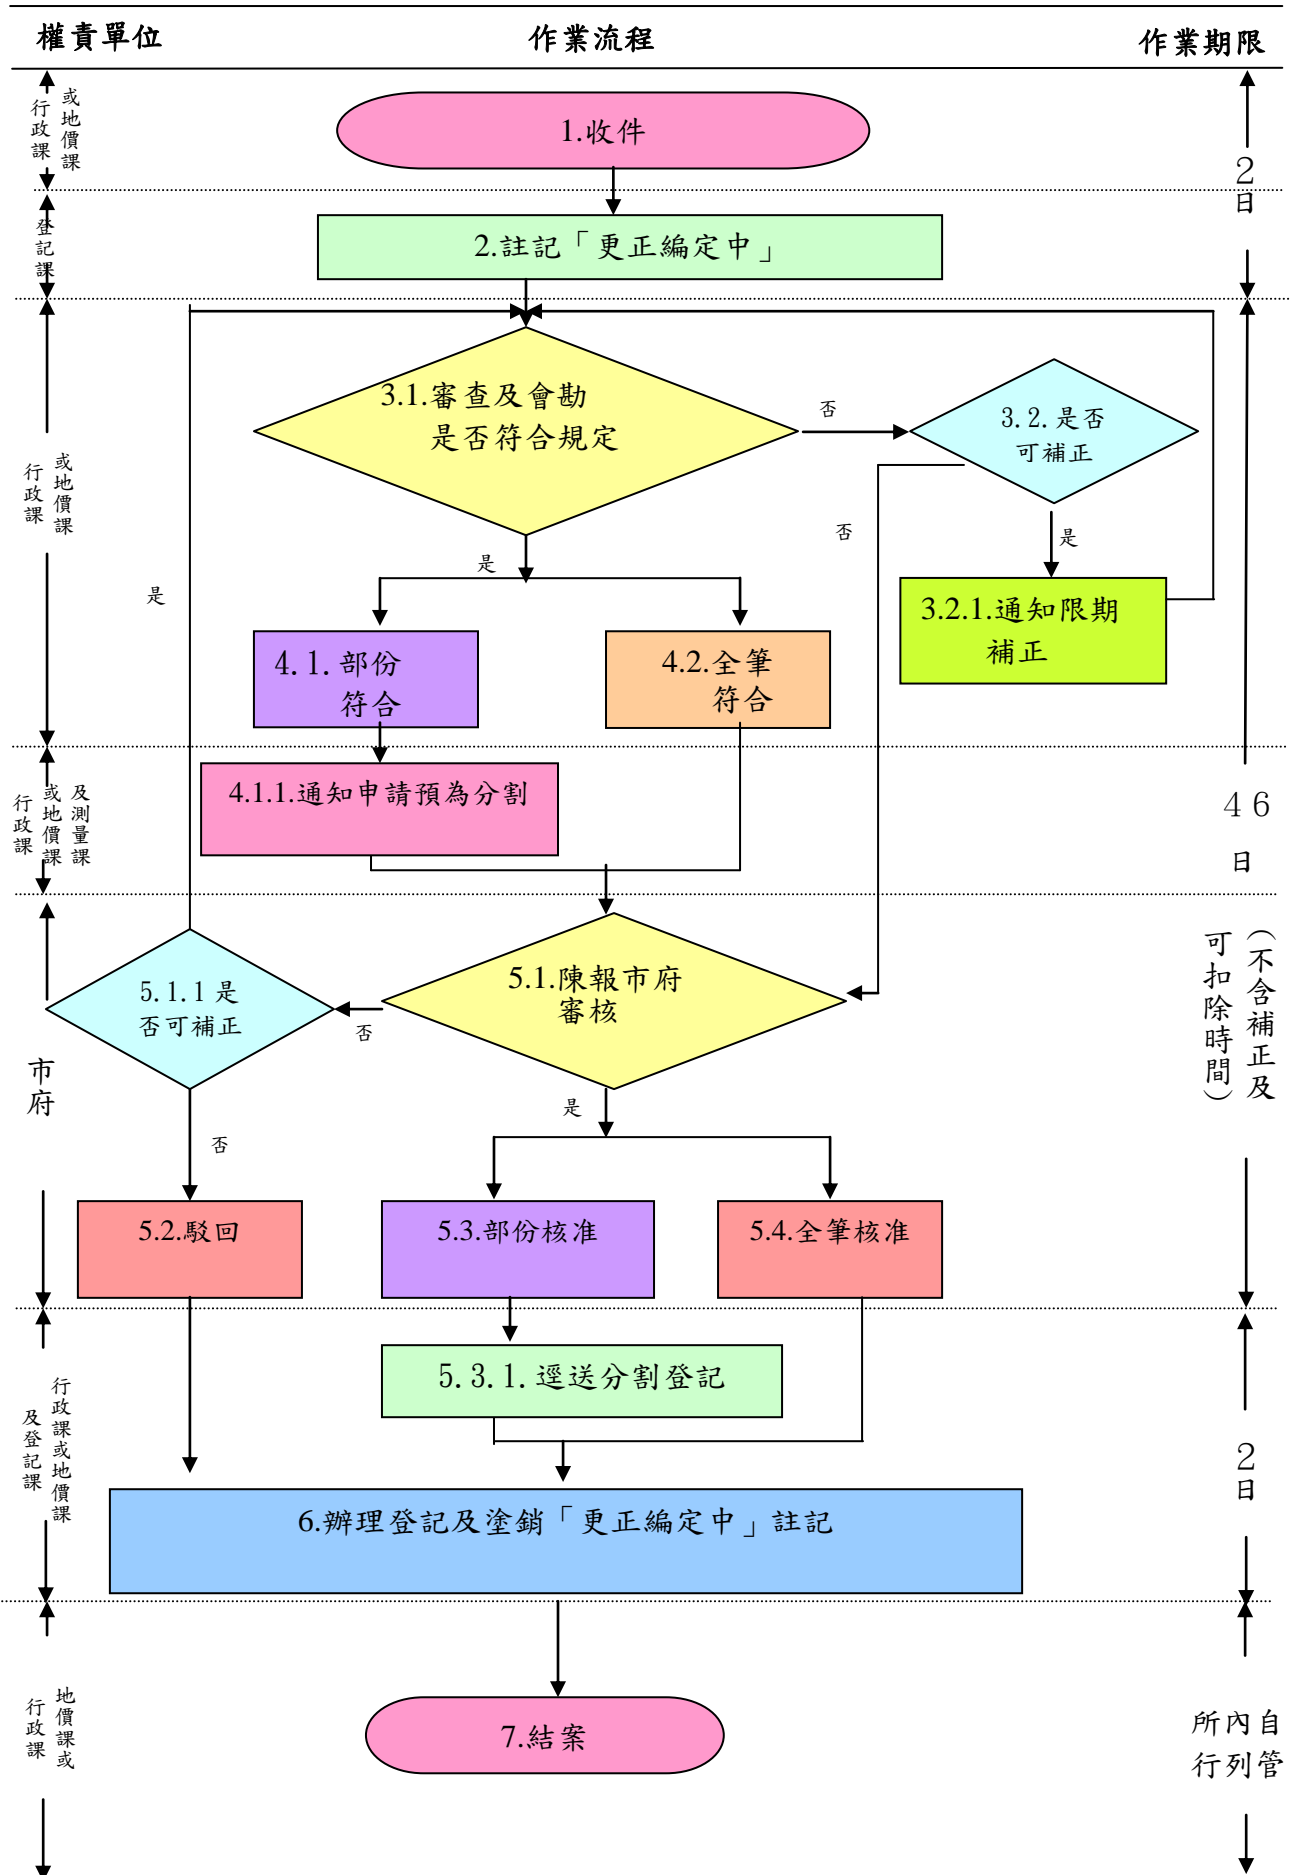 權責單位
作業流程
作業期限
行政課
或地價課
1.收件
2
日
登記課
2.註記「更正編定中」
3.1.審查及會勘
是否符合規定
否
3.2.是否
可補正
行政課
或地價課
是
是
否
是
3.2.1.通知限期
補正
4.1.部份
符合
4.2.全筆
符合
行政課
或地價課
及測量課
4.1.1.通知申請預為分割
46
日
(不含補正及
可扣除時間)
市府
5.1.陳報市府
審核
否
5.1.1是
否可補正
是
否
5.2.駁回
5.3.部份核准
5.4.全筆核准
行政課或地價課
及登記課
5.3.1.逕送分割登記
2
日
6.辦理登記及塗銷「更正編定中」註記
地價課或
行政課
7.結案
所內自
行列管